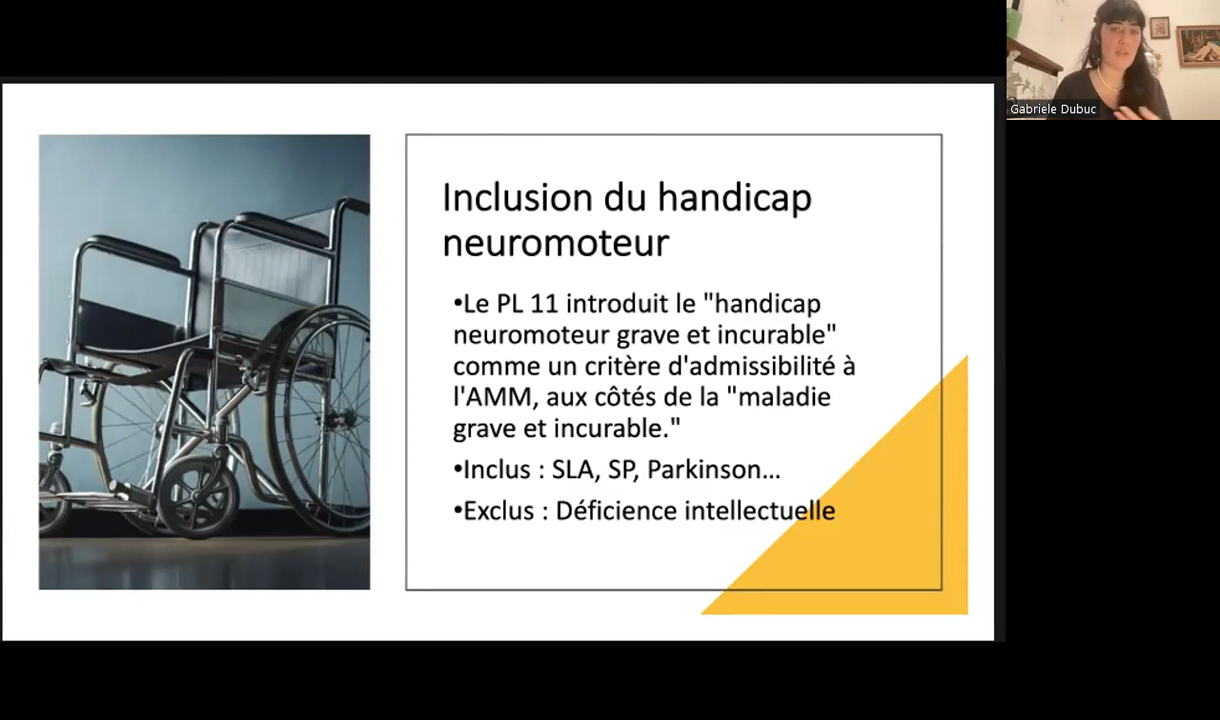 Gabriele Dubuc
Inclusion du handicap
neuromoteur
•Le PL 11 introduit le "handicap
neuromoteur grave et incurable"
comme un critère d'admissibilité à
l'AMM, aux côtés de la "maladie
grave et incurable."
•Inclus : SLA, SP, Parkinson...
•Exclus : Déficience intellectuelle